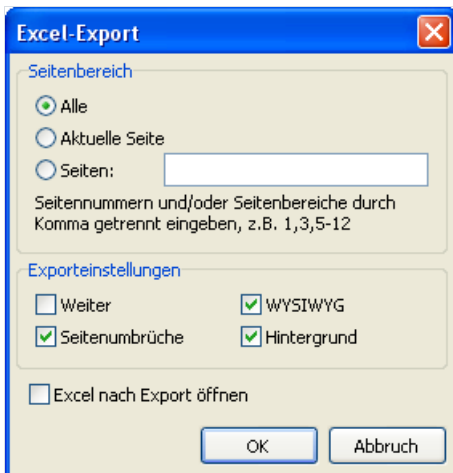 Excel-Export
Seitenbereich
Alle
Aktuelle Seite
Seiten:
Seitennummern und/oder Seitenbereiche durch
Komma getrennt eingeben, z.B. 1,3,5-12
Exporteinstellungen
Weiter WYSIWYG
Seitenumbrüche Hintergrund
Excel nach Export öffnen
OK Abbruch